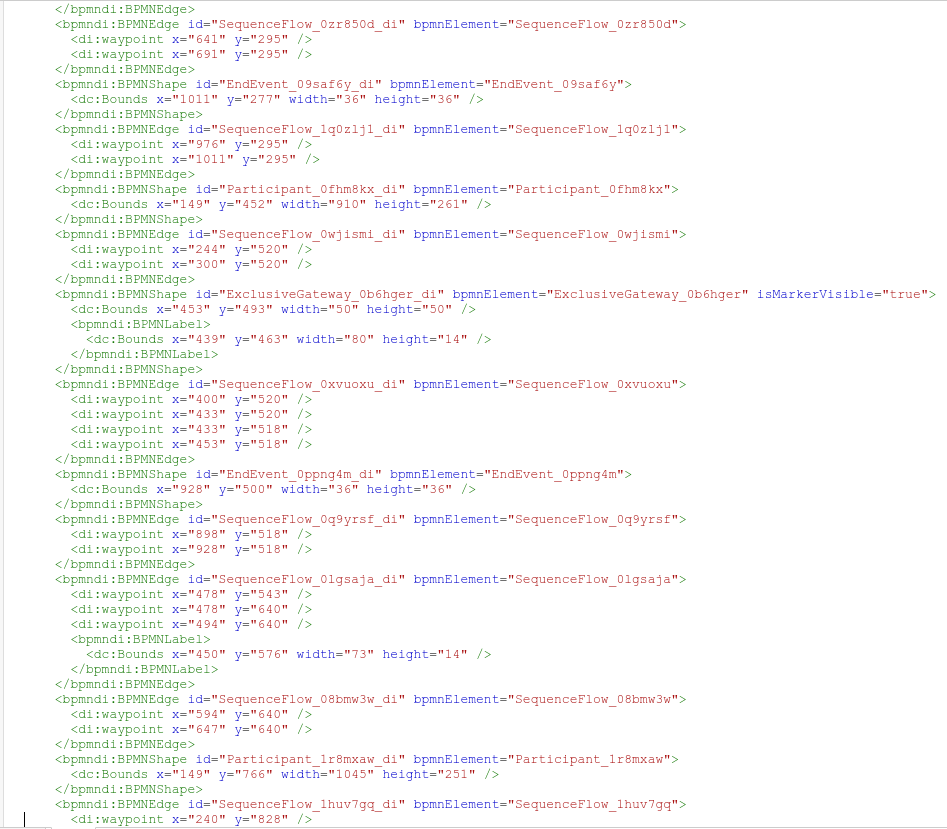 </bpmndi:BPMNEdge>
<bpmndi:BPMNEdge id="SequenceFlow_0zr850d_di" bpmnElement="SequenceFlow_0zr850d">
<di:waypoint x="641" y="295" />
<di:waypoint x="691" y="295" />
</bpmndi:BPMNEdge>
<bpmndi:BPMNShape id="EndEvent_09saf6y_di" bpmnElement="EndEvent_09saf6y">
<dc:Bounds x="1011" y="277" width="36" height="36" />
</bpmndi:BPMNShape>
<bpmndi:BPMNEdge id="SequenceFlow_1q0zlj1_di" bpmnElement="SequenceFlow_1q0zlj1">
<di:waypoint x="976" y="295" />
<di:waypoint x="1011" y="295" />
</bpmndi:BPMNEdge>
<bpmndi:BPMNShape id="Participant_0fhm8kx_di" bpmnElement="Participant_0fhm8kx">
<dc:Bounds x="149" y="452" width="910" height="261" />
</bpmndi:BPMNShape>
<bpmndi:BPMNEdge id="SequenceFlow_0wjismi_di" bpmnElement="SequenceFlow_0wjismi">
<di:waypoint x="244" y="520" />
<di:waypoint x="300" y="520" />
</bpmndi:BPMNEdge>
<bpmndi:BPMNShape id="ExclusiveGateway_0b6hger_di" bpmnElement="ExclusiveGateway_0b6hger" isMarkerVisible="true">
<dc:Bounds x="453" y="493" width="50" height="50" />
<bpmndi:BPMNLabel>
<dc:Bounds x="439" y="463" width="80" height="14" />
</bpmndi:BPMNLabel>
</bpmndi:BPMNShape>
<bpmndi:BPMNEdge id="SequenceFlow_0xvuoxu_di" bpmnElement="SequenceFlow_0xvuoxu">
<di:waypoint x="400" y="520" />
<di:waypoint x="433" y="520" />
<di:waypoint x="433" y="518" />
<di:waypoint x="453" y="518" />
</bpmndi:BPMNEdge>
<bpmndi:BPMNShape id="EndEvent_0ppng4m_di" bpmnElement="EndEvent_0ppng4m">
<dc:Bounds x="928" y="500" width="36" height="36" />
</bpmndi:BPMNShape>
<bpmndi:BPMNEdge id="SequenceFlow_0q9yrsf_di" bpmnElement="SequenceFlow_0q9yrsf">
<di:waypoint x="898" y="518" />
<di:waypoint x="928" y="518" />
</bpmndi:BPMNEdge>
<bpmndi:BPMNEdge id="SequenceFlow_0lgsaja_di" bpmnElement="SequenceFlow_0lgsaja">
<di:waypoint x="478" y="543" />
<di:waypoint x="478" y="640" />
<di:waypoint x="494" y="640" />
<bpmndi:BPMNLabel>
<dc:Bounds x="450" y="576" width="73" height="14" />
</bpmndi:BPMNLabel>
</bpmndi:BPMNEdge>
<bpmndi:BPMNEdge id="SequenceFlow_08bmw3w_di" bpmnElement="SequenceFlow_08bmw3w">
<di:waypoint x="594" y="640" />
<di:waypoint x="647" y="640" />
</bpmndi:BPMNEdge>
<bpmndi:BPMNShape id="Participant_1r8mxaw_di" bpmnElement="Participant_1r8mxaw">
<dc:Bounds x="149" y="766" width="1045" height="251" />
</bpmndi:BPMNShape>
<bpmndi:BPMNEdge id="SequenceFlow_1huv7gq_di" bpmnElement="SequenceFlow_1huv7gq">
<di:waypoint x="240" y="828" />